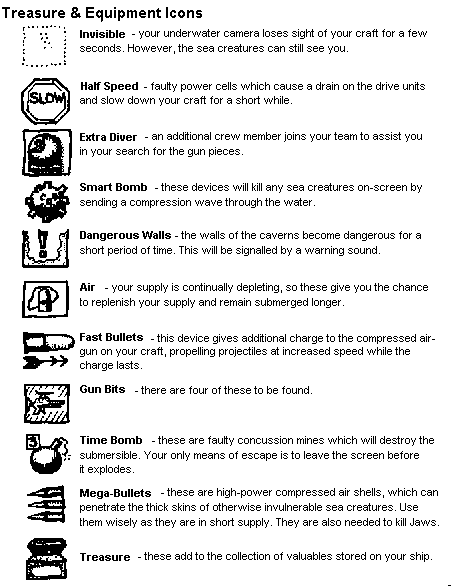 Treasure & Equipment Icons
Invisible - your underwater camera loses sight of your craft for a few
seconds. However, the sea creatures can still see you.
SLOW
Half Speed - faulty power cells which cause a drain on the drive units
and slow down your craft for a short while.
Extra Diver - an additional crew member joins your team to assist you
in your search for the gun pieces.
Smart Bomb - these devices will kill any sea creatures on-screen by
sending a compression wave through the water.
!
Dangerous Walls - the walls of the caverns become dangerous for a
short period of time. This will be signalled by a warning sound.
Air - your supply is continually depleting, so these give you the chance
to replenish your supply and remain submerged longer.
Fast Bullets - this device gives additional charge to the compressed air-
gun on your craft, propelling projectiles at increased speed while the
charge lasts.
Gun Bits - there are four of these to be found.
3
Time Bomb - these are faulty concussion mines which will destroy the
submersible. Your only means of escape is to leave the screen before
it explodes.
Mega-Bullets - these are high-power compressed air shells, which can
penetrate the thick skins of otherwise invulnerable sea creatures. Use
them wisely as they are in short supply. They are also needed to kill Jaws.
Treasure - these add to the collection of valuables stored on your ship.